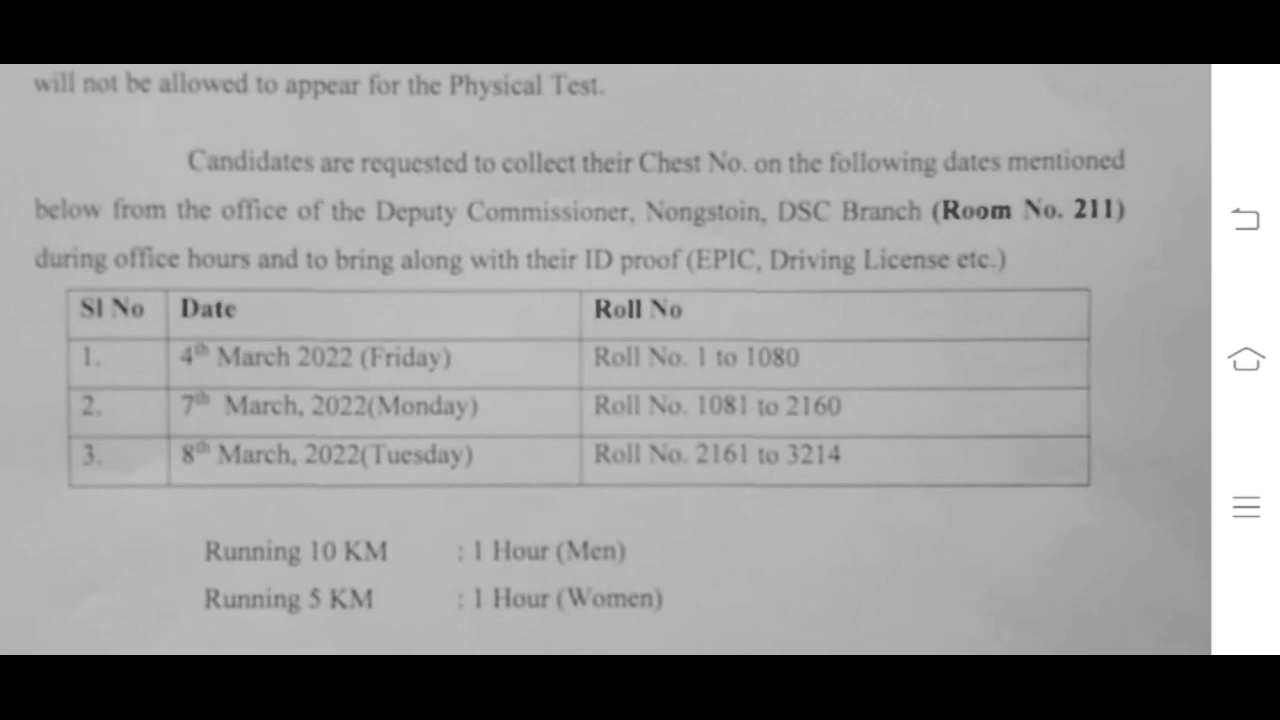 will not be allowed to appear for the Physical Test.
Candidates are requested to collect their Chest No. on the following dates mentioned
below from the office of the Deputy Commissioner, Nongstoin, DSC Branch (Room No. 211)
during office hours and to bring along with their ID proof (EPIC, Driving License etc.)
Sl No Date Roll No
1. 4th March 2022 (Friday) Roll No. 1 to 1080
2. 7th March, 2022(Monday) Roll No. 1081 to 2160
3. 8th March, 2022(Tuesday) Roll No. 2161 to 3214
Running 10 KM : 1 Hour (Men)
Running 5 KM : 1 Hour (Women)